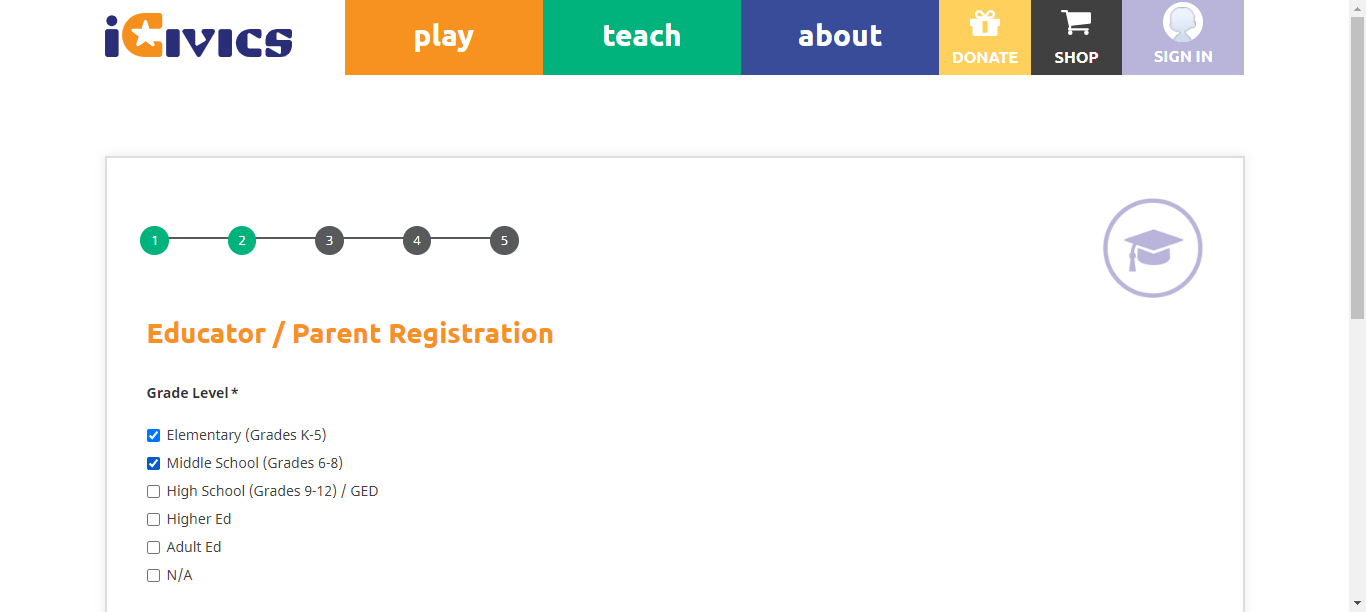 iCivics
play
teach
about
DONATE
SHOP
SIGN IN
1 2 3 4 5
Educator / Parent Registration
Grade Level *
Elementary (Grades K-5)
Middle School (Grades 6-8)
High School (Grades 9-12) / GED
Higher Ed
Adult Ed
N/A